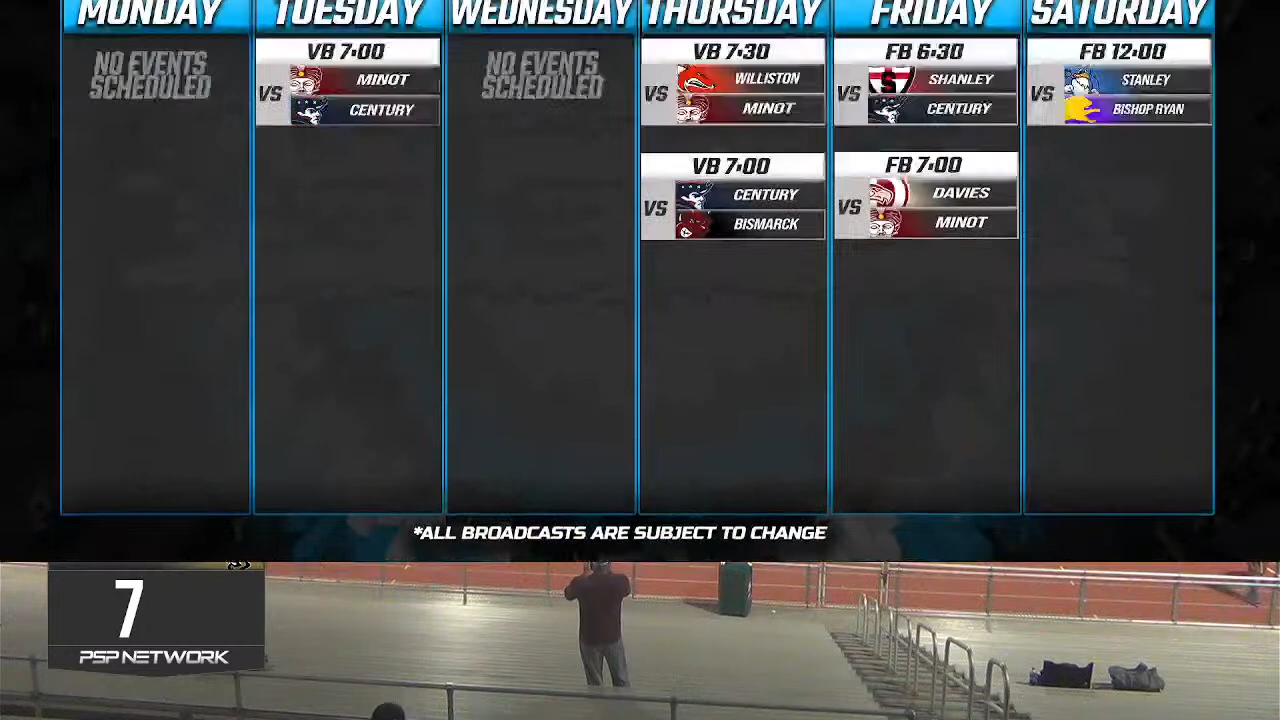 MONDAY
NO EVENTS
SCHEDULED
TUESDAY
VB 7:00
VS
MINOT
CENTURY
WEDNESDAY
NO EVENTS
SCHEDULED
THURSDAY
VB 7:30
VS
WILLISTON
MINOT
VB 7:00
VS
CENTURY
BISMARCK
FRIDAY
FB 6:30
VS
S
SHANLEY
CENTURY
FB 7:00
VS
DAVIES
MINOT
SATURDAY
FB 12:00
VS
STANLEY
BISHOP RYAN
*ALL BROADCASTS ARE SUBJECT TO CHANGE
7
PSP NETWORK